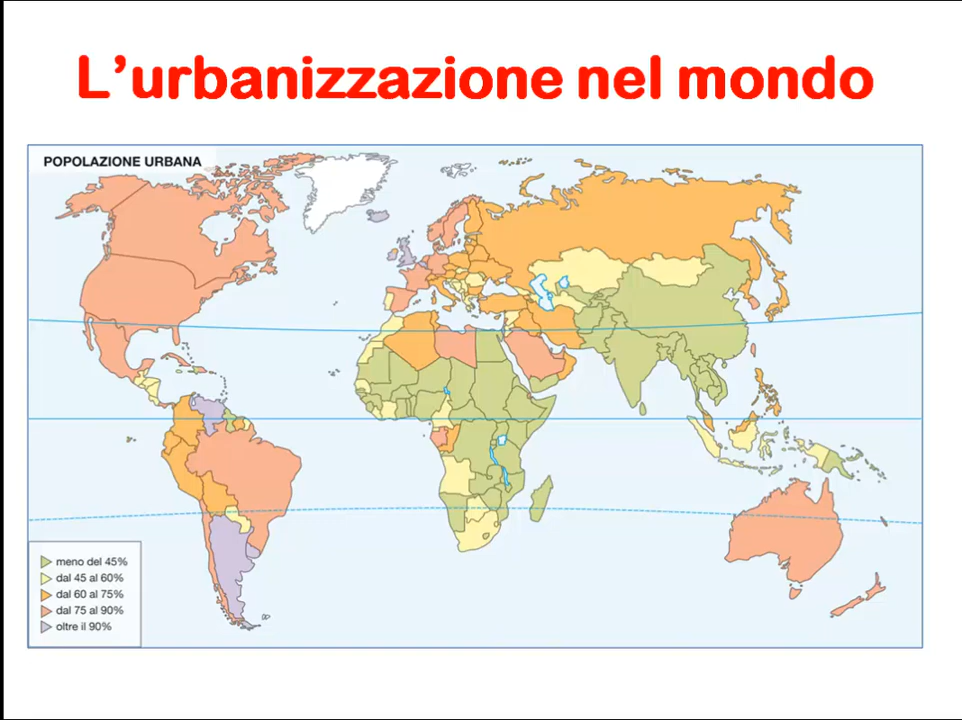 L’urbanizzazione nel mondo
POPOLAZIONE URBANA
meno del 45%
dal 45 al 60%
dal 60 al 75%
dal 75 al 90%
oltre il 90%